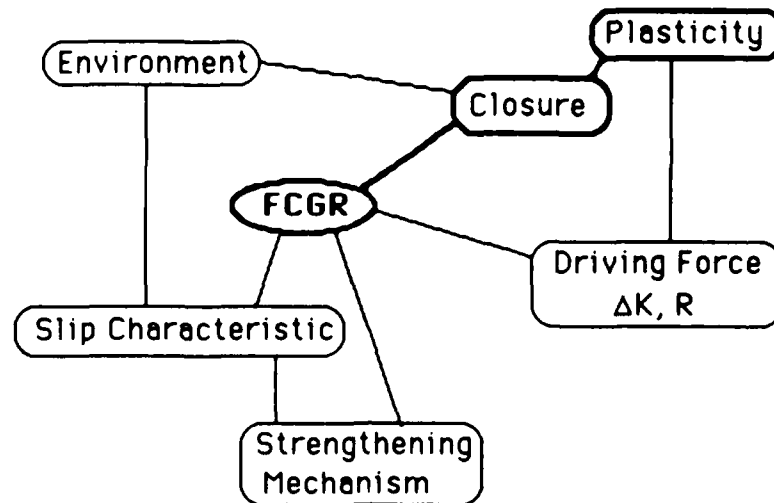 Plasticity
Environment
Closure
FCGR
Driving Force
ΔK, R
Slip Characteristic
Strengthening
Mechanism